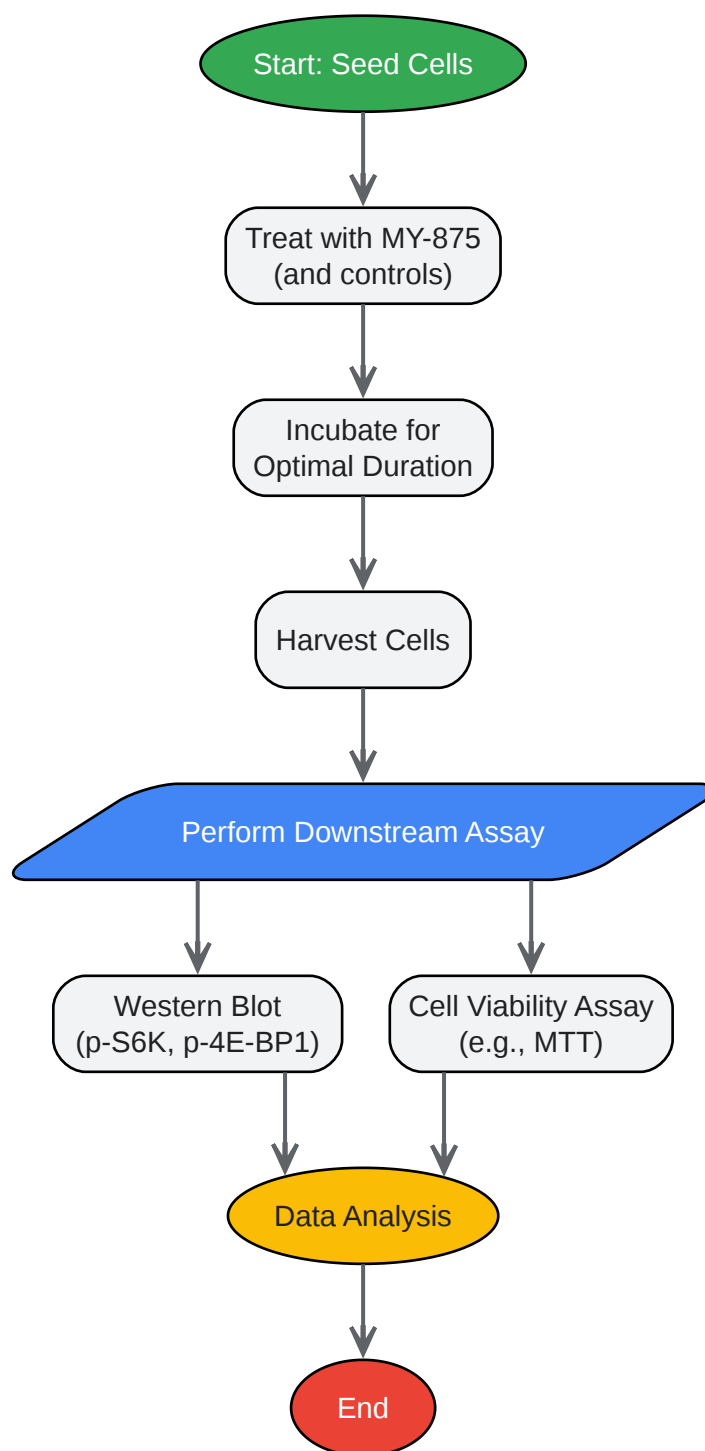 Start: Seed Cells
Treat with MY-875
(and controls)
Incubate for
Optimal Duration
Harvest Cells
Perform Downstream Assay
Western Blot
(p-S6K, p-4E-BP1)
Cell Viability Assay
(e.g., MTT)
Data Analysis
End